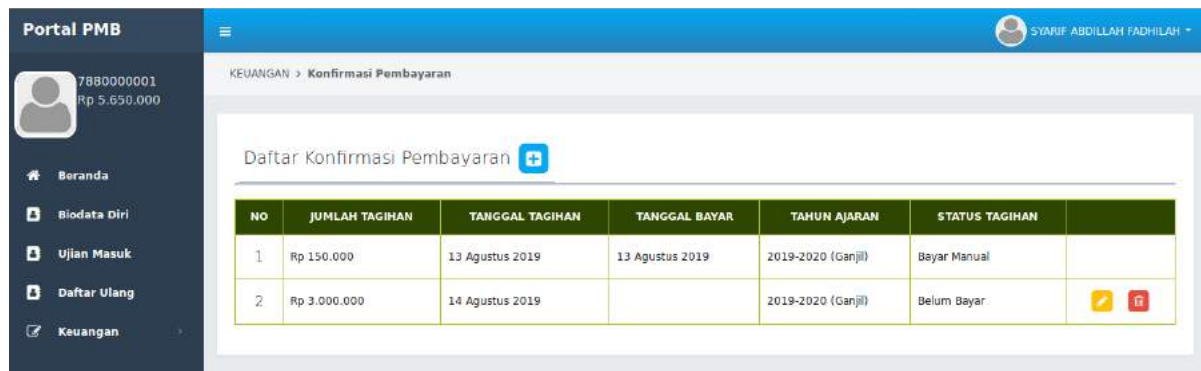 Portal PMB
SYARIF ABDILLAH FADHILAH
7880000001
Rp 5.650.000
Beranda
Biodata Diri
Ujian Masuk
Daftar Ulang
Keuangan
KEUANGAN > Konfirmasi Pembayaran
Daftar Konfirmasi Pembayaran
NO JUMLAH TAGIHAN TANGGAL TAGIHAN TANGGAL BAYAR TAHUN AJARAN STATUS TAGIHAN
1 Rp 150.000 13 Agustus 2019 13 Agustus 2019 2019-2020 (Ganjil) Bayar Manual
2 Rp 3.000.000 14 Agustus 2019 2019-2020 (Ganjil) Belum Bayar